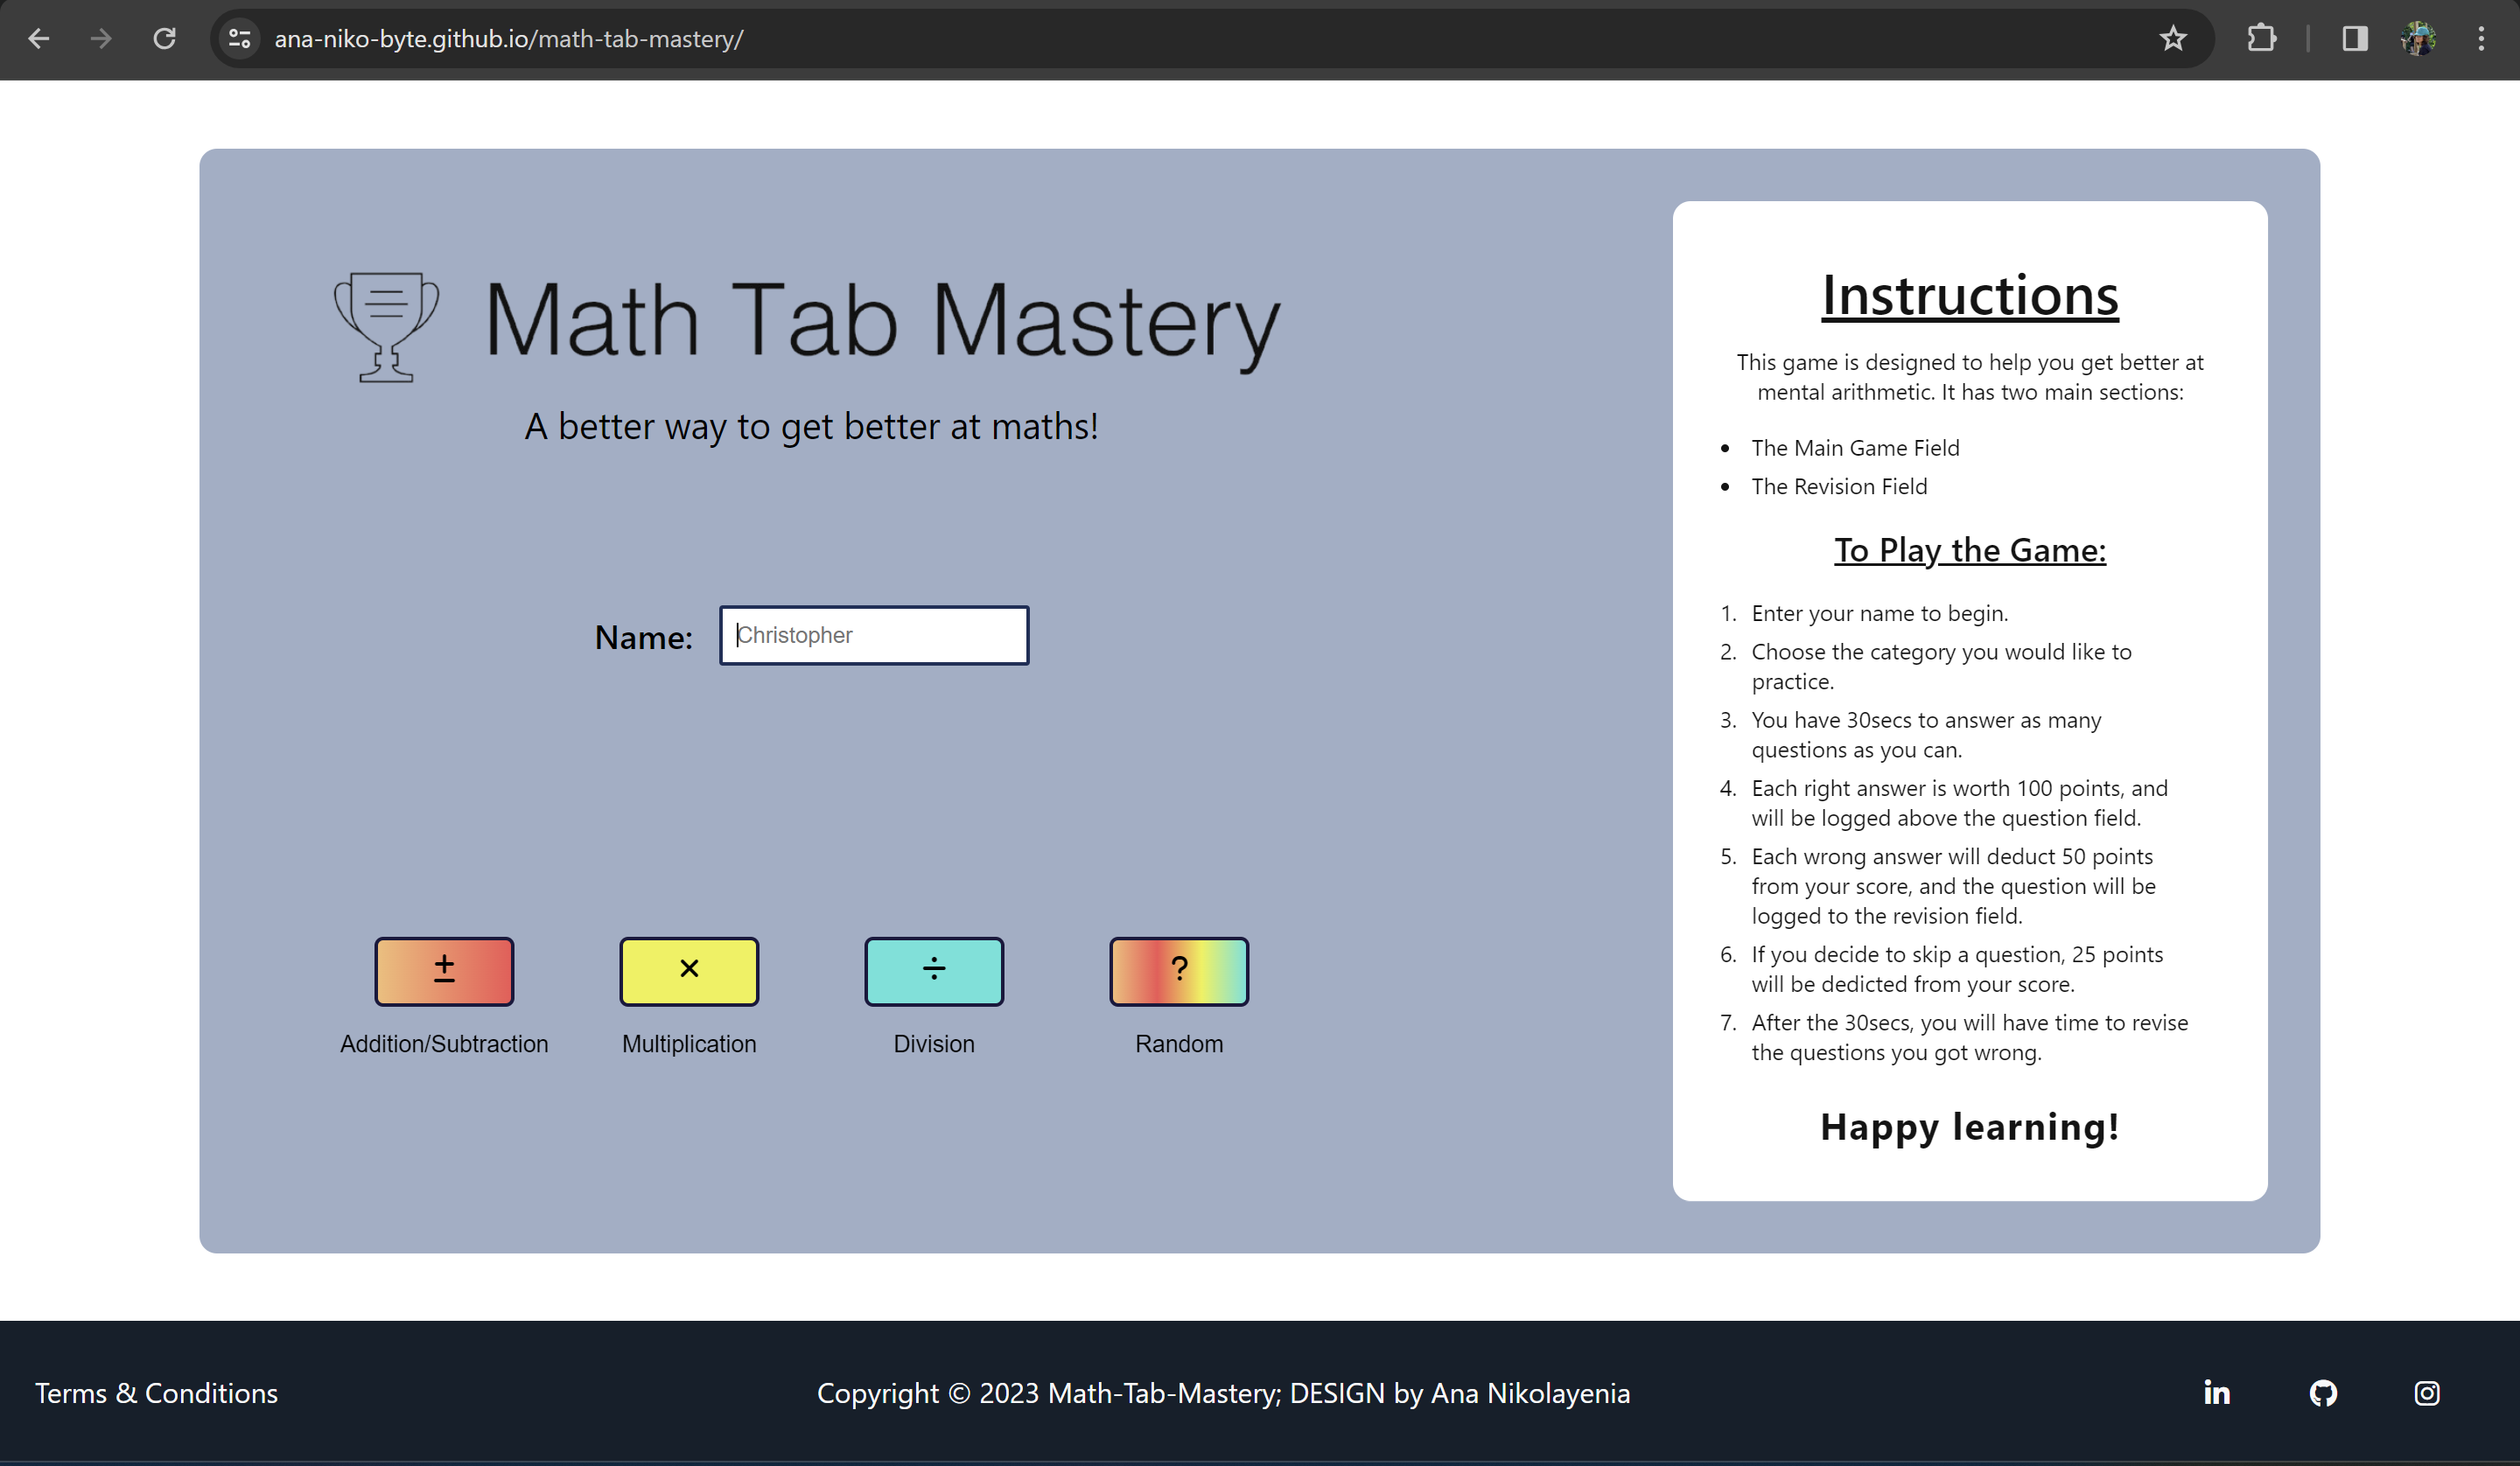 ana-niko-byte.github.io/math-tab-mastery/
Math Tab Mastery
A better way to get better at maths!
Name:
Christopher
±
×
÷
?
Addition/Subtraction
Multiplication
Division
Random
Instructions
This game is designed to help you get better at
mental arithmetic. It has two main sections:
• The Main Game Field
• The Revision Field
To Play the Game:
1. Enter your name to begin.
2. Choose the category you would like to
practice.
3. You have 30secs to answer as many
questions as you can.
4. Each right answer is worth 100 points, and
will be logged above the question field.
5. Each wrong answer will deduct 50 points
from your score, and the question will be
logged to the revision field.
6. If you decide to skip a question, 25 points
will be dedicted from your score.
7. After the 30secs, you will have time to revise
the questions you got wrong.
Happy learning!
Terms & Conditions
Copyright © 2023 Math-Tab-Mastery; DESIGN by Ana Nikolayenia
in